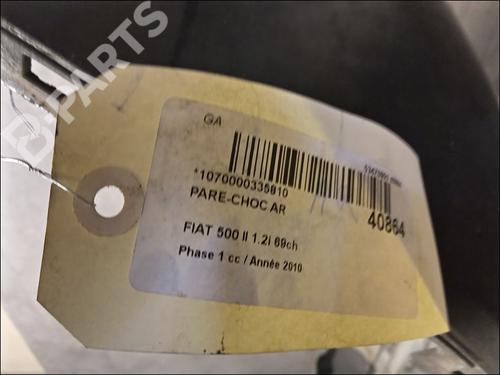 B-PARTS
GA
*1070000335810
PARE-CHOC AR
40864
FIAT 500 II 1.2i 69ch
Phase 1 cc / Année 2010